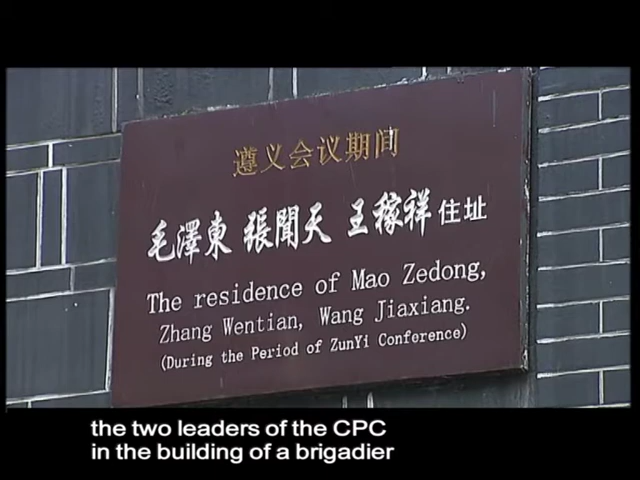 遵义会议期间
毛澤東 張聞天 王稼祥住址
The residence of Mao Zedong,
Zhang Wentian, Wang Jiaxiang.
(During the Period of ZunYi Conference)
the two leaders of the CPC
in the building of a brigadier